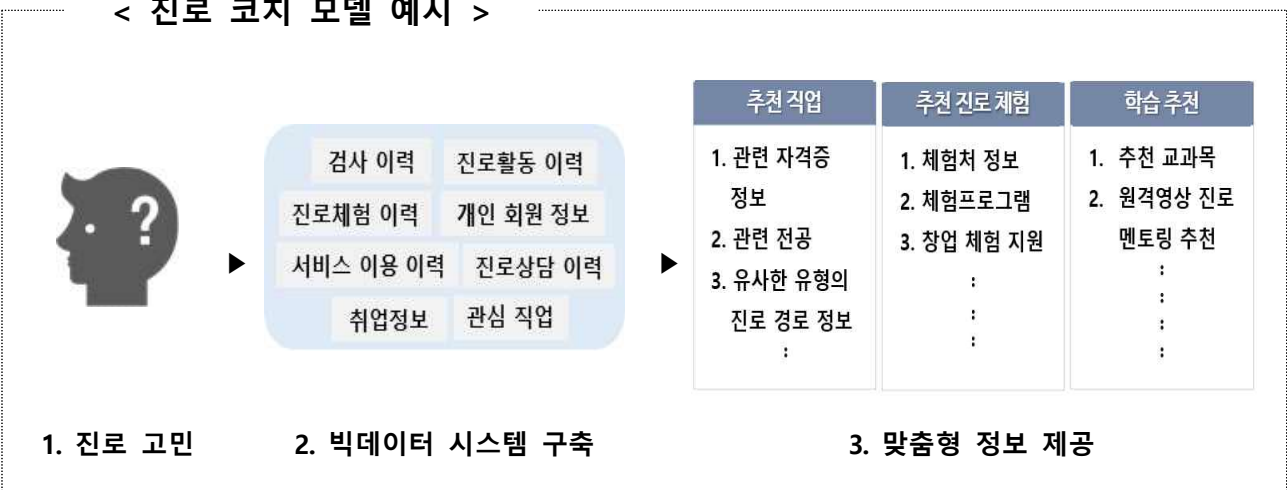 < 진로 코치 모델 예시 >
검사 이력 진로활동 이력
진로체험 이력 개인 회원 정보
서비스 이용 이력 진로상담 이력
취업정보 관심 직업
추천 직업
1. 관련 자격증
정보
2. 관련 전공
3. 유사한 유형의
진로 경로 정보
:
추천 진로 체험
1. 체험처 정보
2. 체험프로그램
3. 창업 체험 지원
:
:
:
학습 추천
1. 추천 교과목
2. 원격영상 진로
멘토링 추천
:
:
:
:
?
▶
▶
1. 진로 고민
2. 빅데이터 시스템 구축
3. 맞춤형 정보 제공